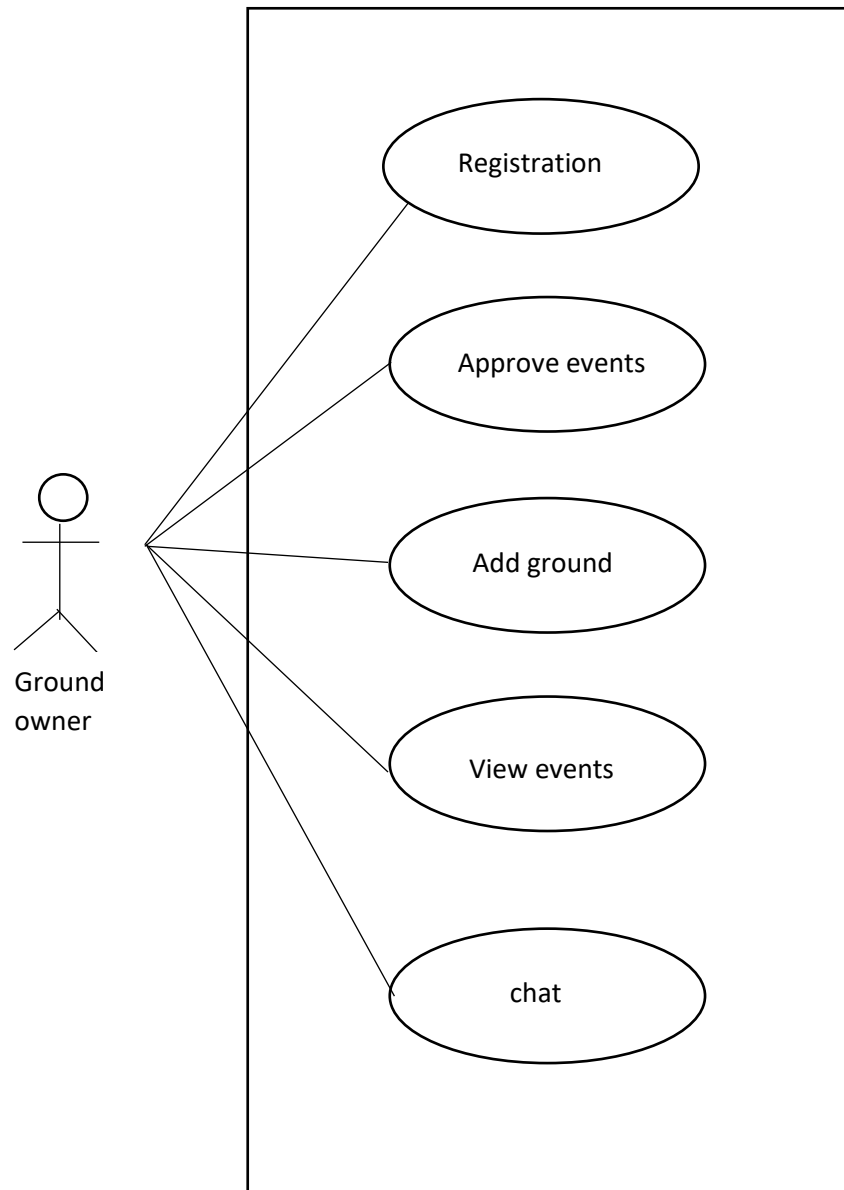 Registration
Approve events
Add ground
Ground
owner
View events
chat